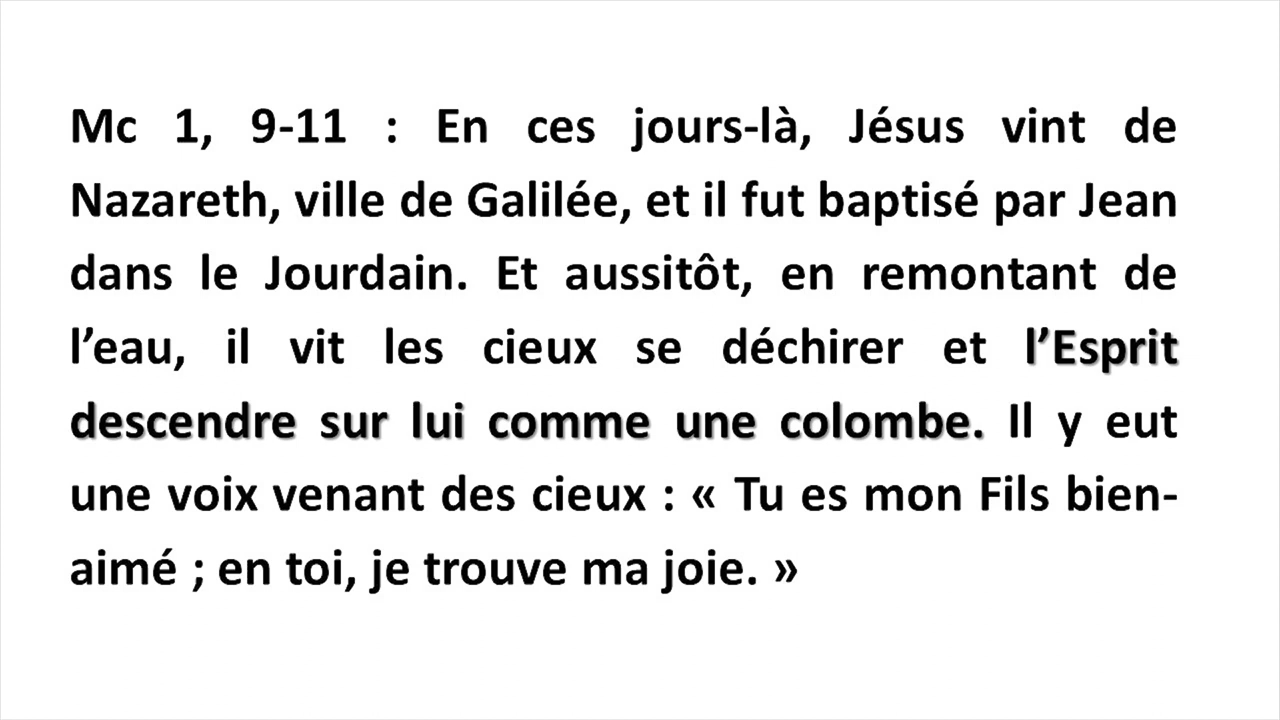 Mc 1, 9-11 : En ces jours-là, Jésus vint de
Nazareth, ville de Galilée, et il fut baptisé par Jean
dans le Jourdain. Et aussitôt, en remontant de
l’eau, il vit les cieux se déchirer et l’Esprit
descendre sur lui comme une colombe. Il y eut
une voix venant des cieux : « Tu es mon Fils bien-
aimé ; en toi, je trouve ma joie. »